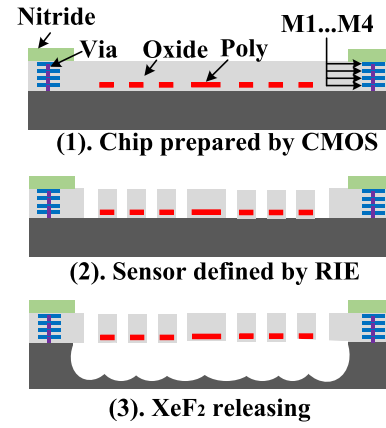 Nitride
Via
Oxide
Poly
M1...M4
(1). Chip prepared by CMOS
(2). Sensor defined by RIE
(3). XeF₂ releasing